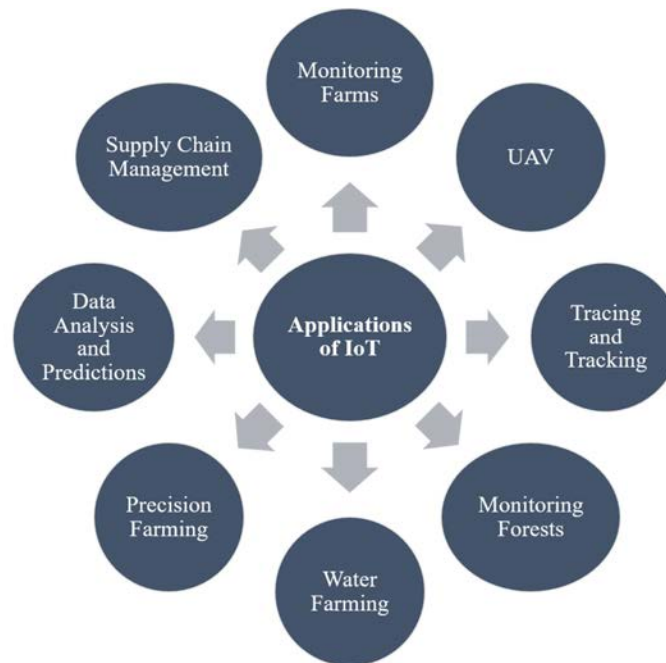 Monitoring
Farms
UAV
Tracing
and
Tracking
Monitoring
Forests
Water
Farming
Precision
Farming
Data
Analysis
and
Predictions
Supply Chain
Management
Applications
of IoT